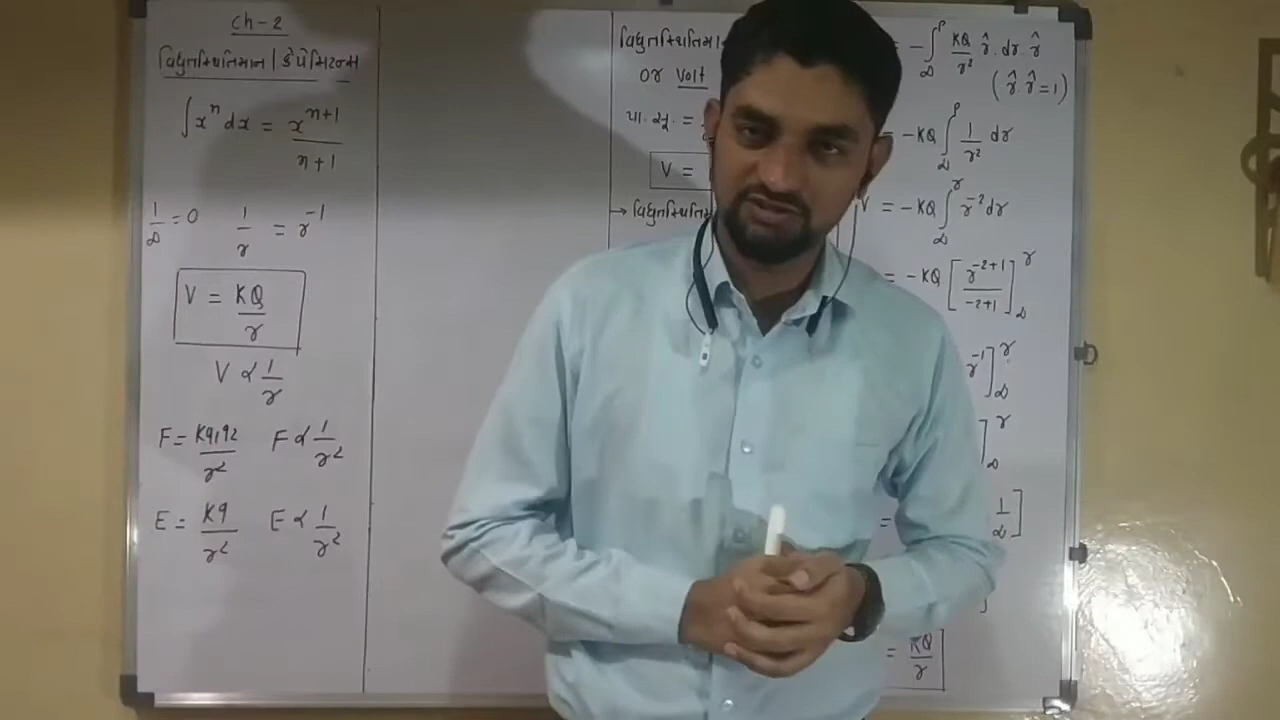 Ch-2
વિદ્યુતસ્થિતિમાન / કેપેસિટન્સ
∫ xⁿ dx = xⁿ⁺¹ / n+1
1/∞ = 0   1/r = r⁻¹
V = KQ/r
V ∝ 1/r
F = Kq₁q₂/r²   F ∝ 1/r²
E = Kq/r²   E ∝ 1/r²
or Volt
પા. સૂ. =
V =
→
= -∫_∞^P KQ/r² r̂ . dr r̂
(r̂ . r̂ = 1)
= -KQ ∫_∞^P 1/r² dr
V = -KQ ∫_∞^r r⁻² dr
= -KQ [r⁻²⁺¹/-2+1]_∞^r
r⁻¹]_∞^r
]_∞^r
= 1/∞]
= KQ/r